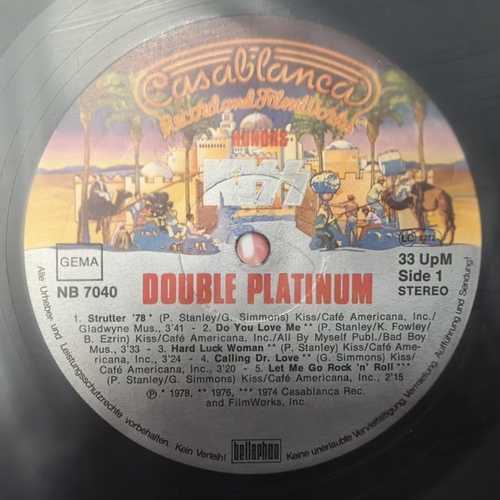 Casablanca
Record and FilmWorks
HONORS
KISS
GEMA
NB 7040
DOUBLE PLATINUM
33 UpM
Side 1
STEREO
1. Strutter '78 * (P. Stanley/G. Simmons) Kiss/Café Americana, Inc./
Gladwyne Mus., 3'41 - 2. Do You Love Me ** (P. Stanley/K. Fowley/
B. Ezrin) Kiss/Café Americana, Inc./All by Myself Publ./Bad Boy
Mus., 3'33 - 3. Hard Luck Woman ** (P. Stanley) Kiss/Café Ame-
ricana, Inc., 3'24 - 4. Calling Dr. Love ** (G. Simmons) Kiss/
Café Americana, Inc., 3'20 - 5. Let Me Go Rock 'n' Roll ***
(P. Stanley/G. Simmons) Kiss/Café Americana, Inc., 2'15
℗ * 1978, ** 1976, *** 1974 Casablanca Rec.
and FilmWorks, Inc.
bellaphon
Alle Urheber- und Leistungsschutzrechte vorbehalten. Kein Verleih! Keine unerlaubte Vervielfältigung, Vermietung, Aufführung und Sendung!